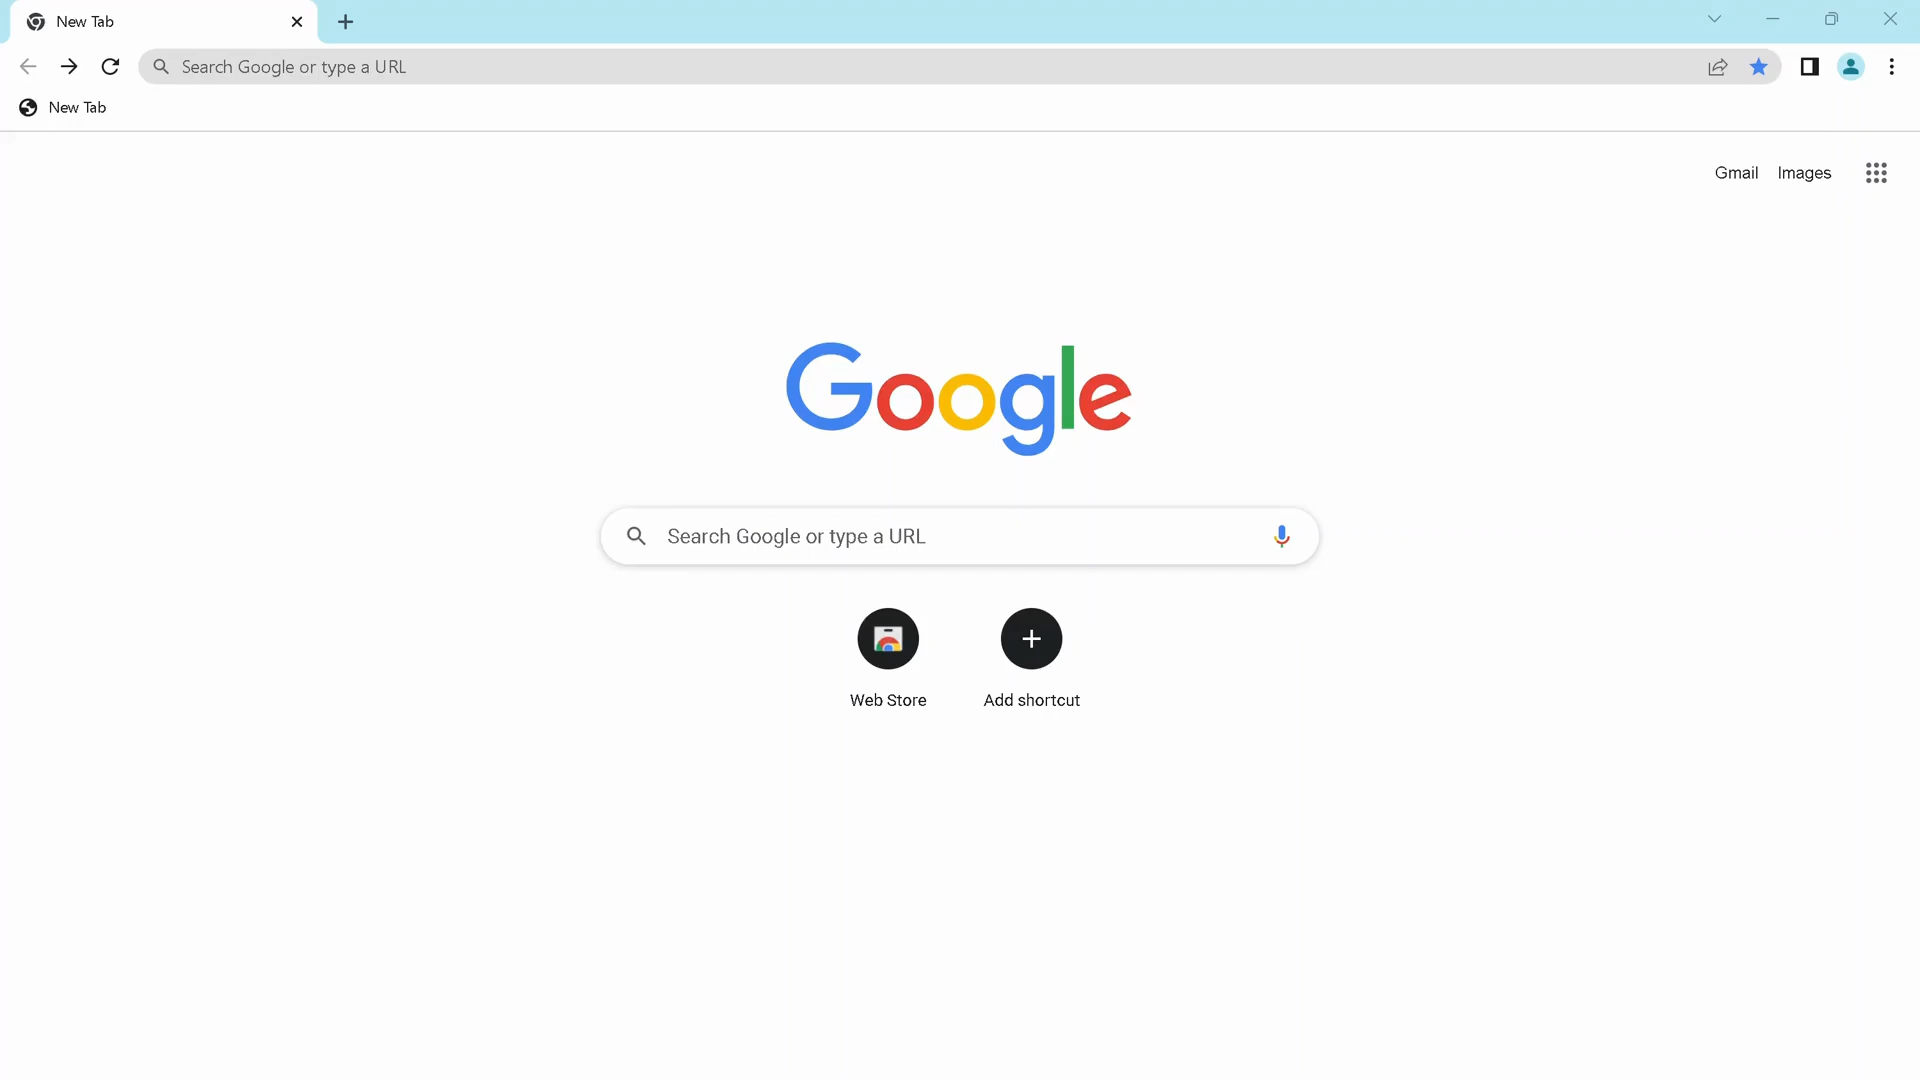 New Tab
Search Google or type a URL
New Tab
Gmail Images
Google
Search Google or type a URL
Web Store Add shortcut